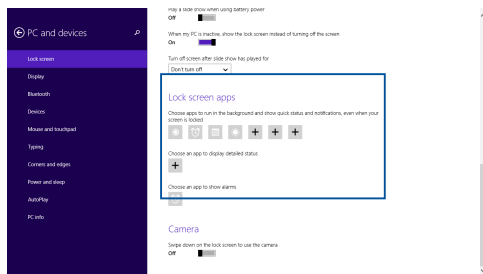 PC and devices
Lock screen
Display
Bluetooth
Devices
Mouse and touchpad
Typing
Corners and edges
Power and sleep
AutoPlay
PC info
Play a slide show when using battery power
Off
When my PC is inactive, show the lock screen instead of turning off the screen
On
Turn off screen after slide show has played for
Don't turn off
Lock screen apps
Choose apps to run in the background and show quick status and notifications, even when your
screen is locked
Choose an app to display detailed status
Choose an app to show alarms
Camera
Swipe down on the lock screen to use the camera
Off